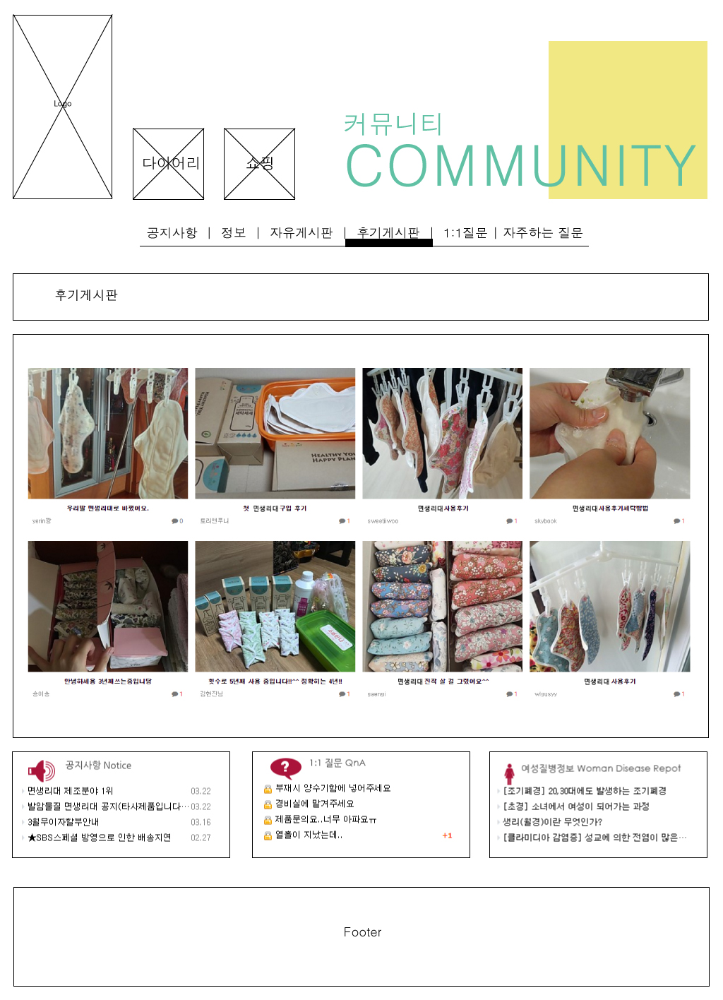 Logo
다이어리
쇼핑
커뮤니티
COMMUNITY
공지사항 | 정보 | 자유게시판 | 후기게시판 | 1:1질문 | 자주하는 질문
후기게시판
HEALTHY YOU
HAPPY PLAN
우리딸 면생리대로 바꿨어요.
첫 면생리대 구입 후기
면생리대 사용후기
면생리대 사용후기세탁방법
yerin짱 0
토리앤쭈니 1
sweetiiwoo 1
skybook 1
안녕하세용 3년째쓰는중입니당
횟수로 5년째 사용 중입니다!!^^ 정확히는 4년!!
면생리대 진작 살 걸 그랬어요^^
면생리대 사용후기
송이송 1
김현진님 1
saengi 1
wigusyy 1
공지사항 Notice
면생리대 제조분야 1위 03.22
발암물질 면생리대 공지(타사제품입니다… 03.22
3월무이자할부안내 03.16
★SBS스페셜 방영으로 인한 배송지연 02.27
?
1:1 질문 QnA
부재시 양수기함에 넣어주세요
경비실에 맡겨주세요
제품문의요..너무 아파요ㅠ
열흘이 지났는데.. +1
여성질병정보 Woman Disease Repot
[조기폐경] 20,30대에도 발생하는 조기폐경
[초경] 소녀에서 여성이 되어가는 과정
생리(월경)이란 무엇인가?
[클라미디아 감염증] 성교에 의한 전염이 많은…
Footer